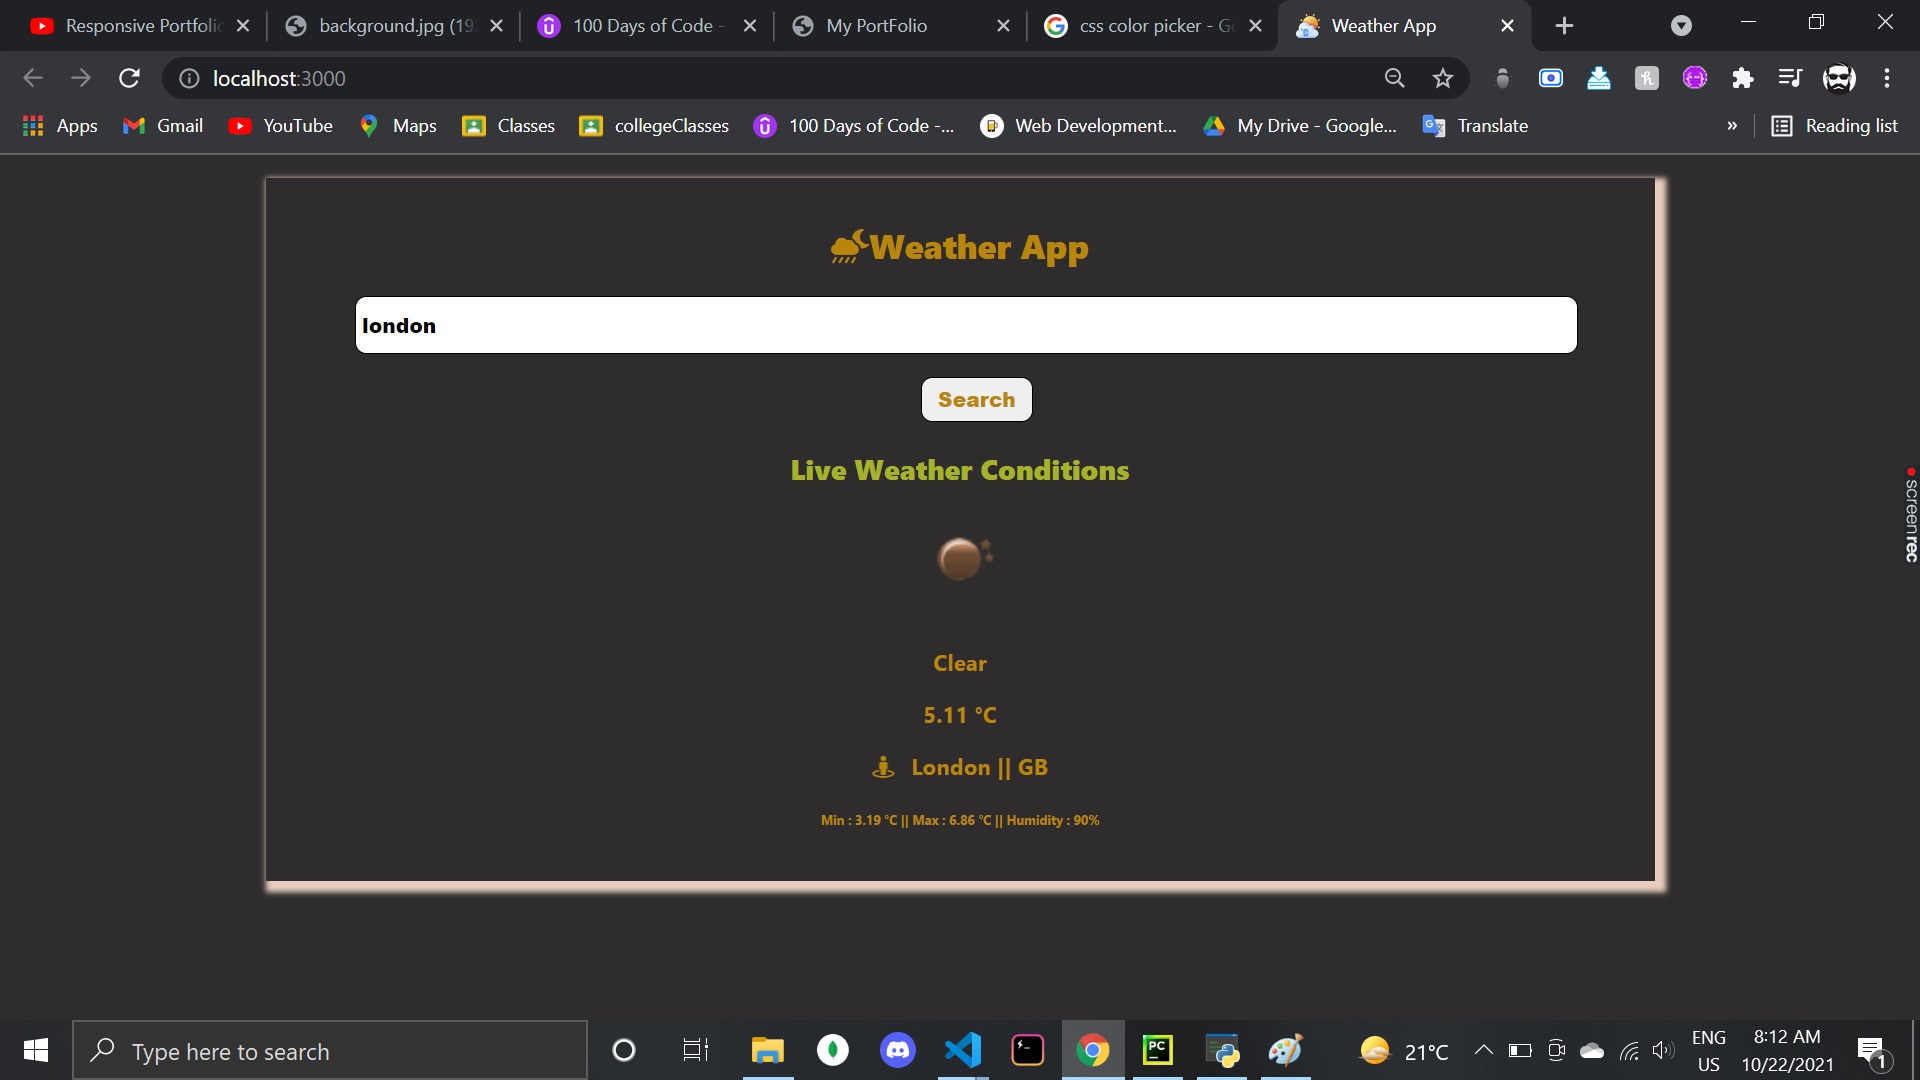 Responsive Portfolio
background.jpg (19
100 Days of Code -
My PortFolio
css color picker - Go
Weather App
localhost:3000
Apps
Gmail
YouTube
Maps
Classes
collegeClasses
100 Days of Code -...
Web Development...
My Drive - Google...
Translate
»
Reading list
Weather App
london
Search
Live Weather Conditions
screenrec
Clear
5.11 °C
London || GB
Min : 3.19 °C || Max : 6.86 °C || Humidity : 90%
Type here to search
PC
21°C
ENG
US
8:12 AM
10/22/2021
1